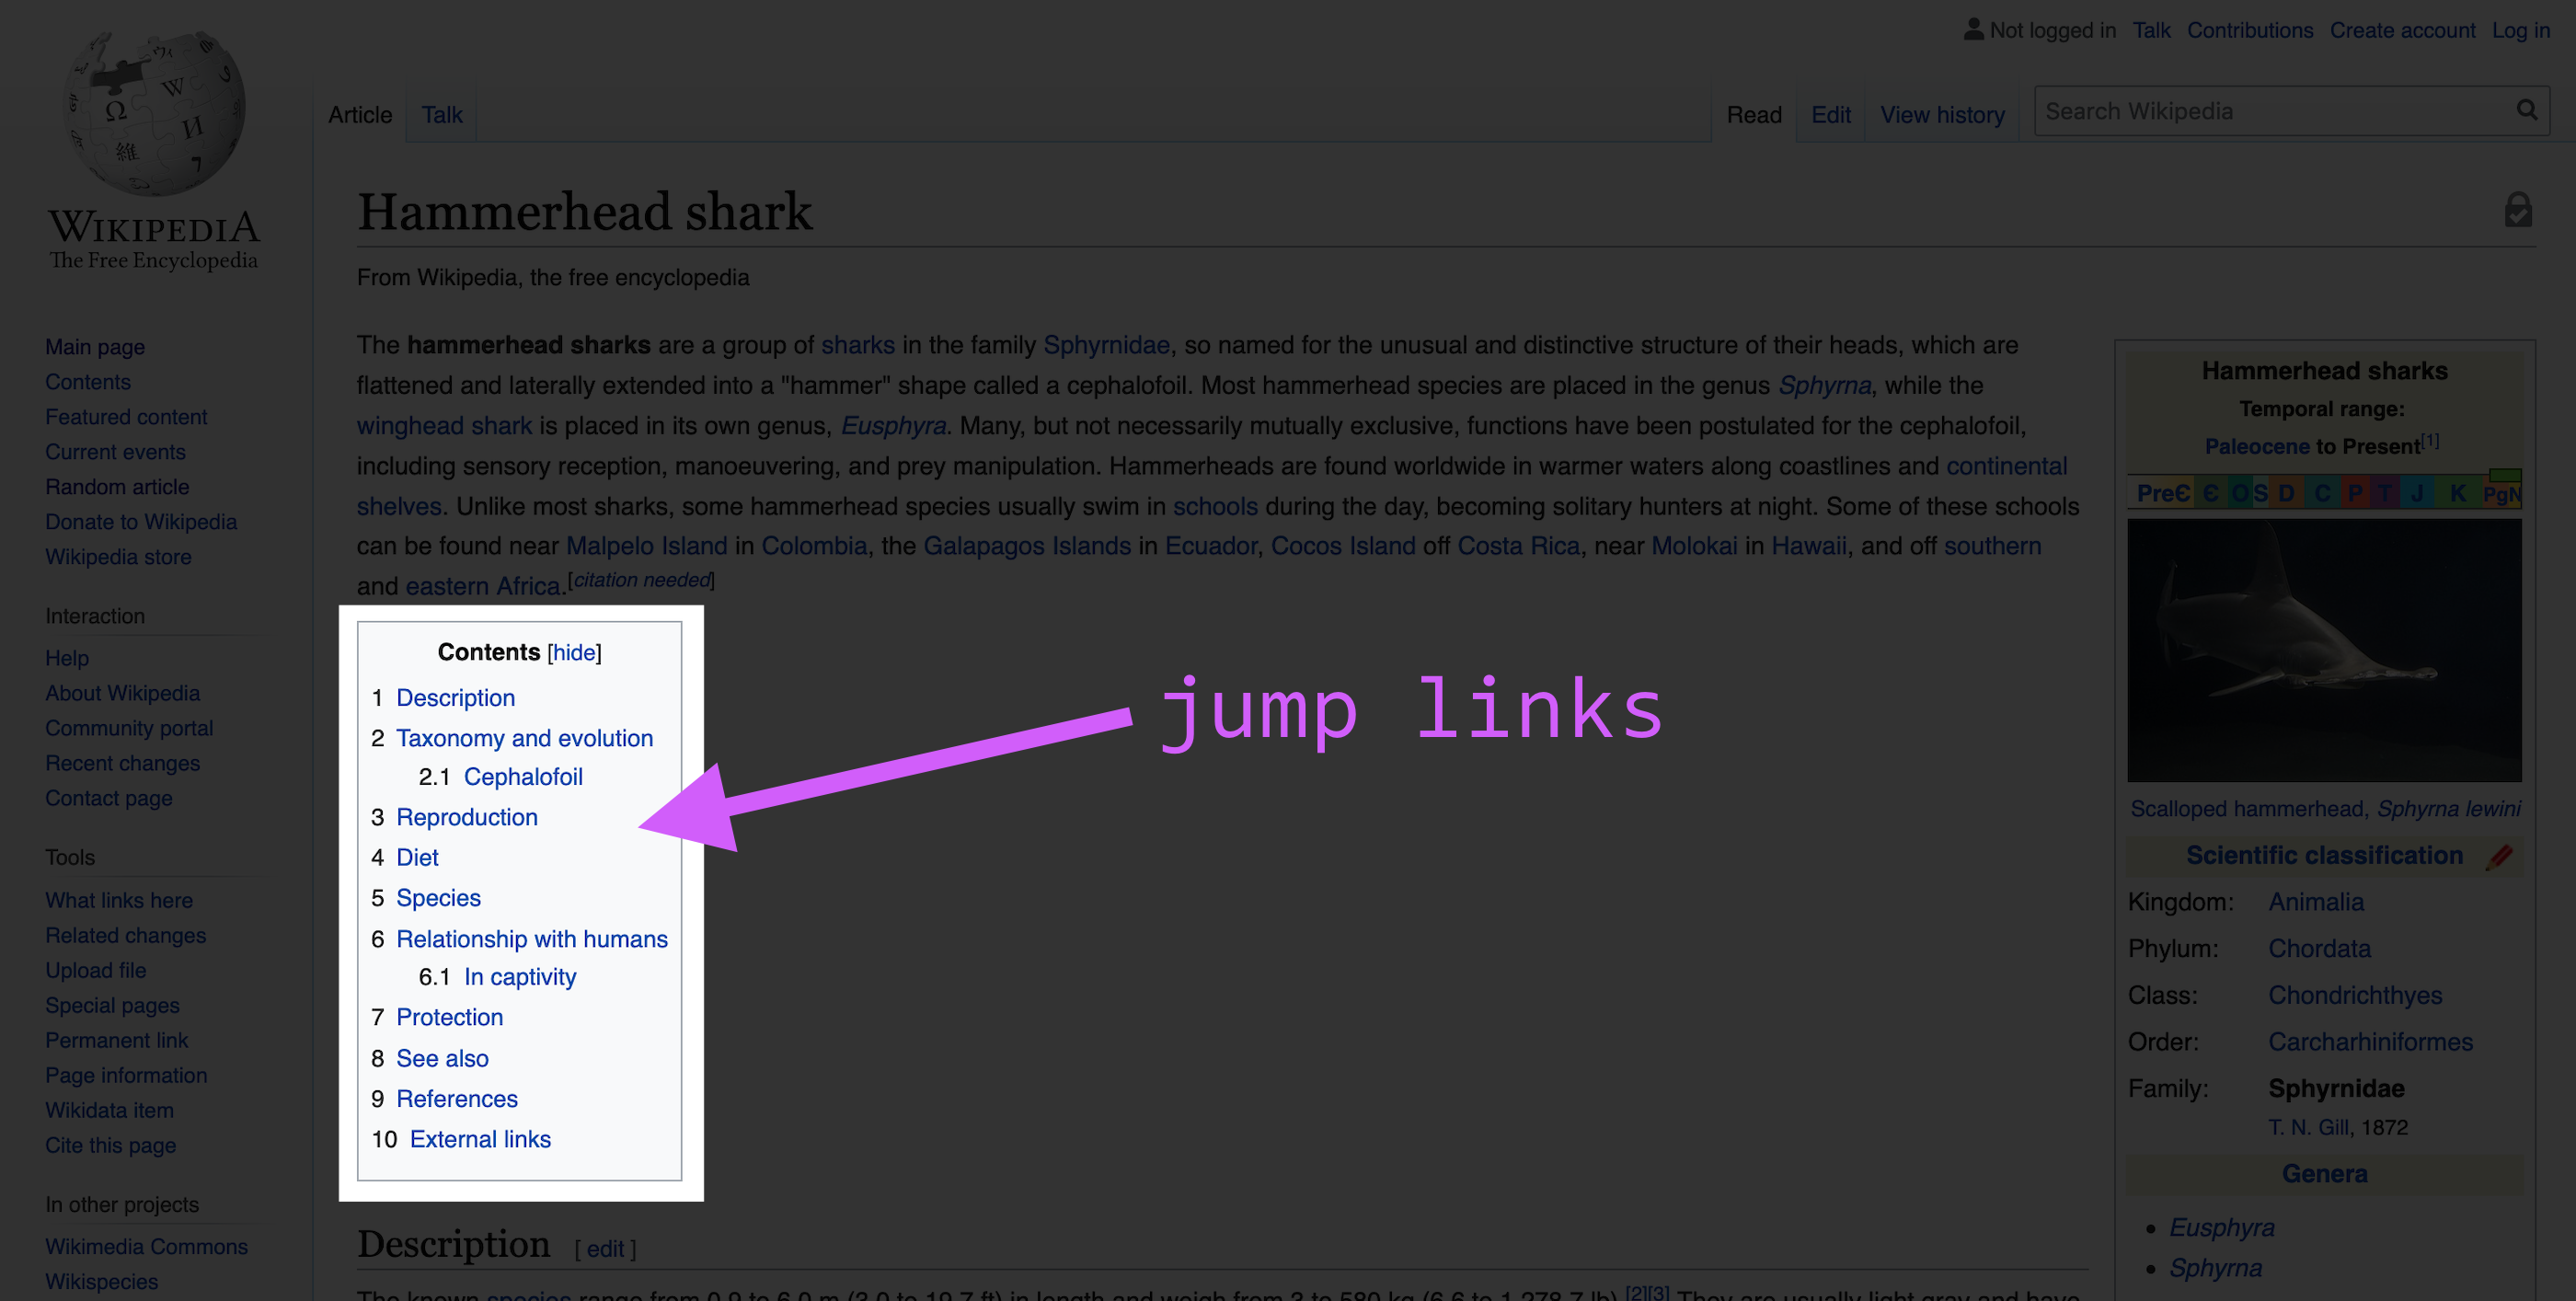 Not logged in Talk Contributions Create account Log in
Article Talk
Read Edit View history Search Wikipedia
WIKIPEDIA
The Free Encyclopedia
Main page
Contents
Featured content
Current events
Random article
Donate to Wikipedia
Wikipedia store
Interaction
Help
About Wikipedia
Community portal
Recent changes
Contact page
Tools
What links here
Related changes
Upload file
Special pages
Permanent link
Page information
Wikidata item
Cite this page
In other projects
Wikimedia Commons
Wikispecies
Hammerhead shark
From Wikipedia, the free encyclopedia
The hammerhead sharks are a group of sharks in the family Sphyrnidae, so named for the unusual and distinctive structure of their heads, which are
flattened and laterally extended into a "hammer" shape called a cephalofoil. Most hammerhead species are placed in the genus Sphyrna, while the
winghead shark is placed in its own genus, Eusphyra. Many, but not necessarily mutually exclusive, functions have been postulated for the cephalofoil,
including sensory reception, manoeuvering, and prey manipulation. Hammerheads are found worldwide in warmer waters along coastlines and continental
shelves. Unlike most sharks, some hammerhead species usually swim in schools during the day, becoming solitary hunters at night. Some of these schools
can be found near Malpelo Island in Colombia, the Galapagos Islands in Ecuador, Cocos Island off Costa Rica, near Molokai in Hawaii, and off southern
and eastern Africa.[citation needed]
Contents [hide]
1 Description
2 Taxonomy and evolution
2.1 Cephalofoil
3 Reproduction
4 Diet
5 Species
6 Relationship with humans
6.1 In captivity
7 Protection
8 See also
9 References
10 External links
jump links
Description [ edit ]
The known species range from 0.9 to 6.0 m (3.0 to 19.7 ft) in length and weigh from 3 to 580 kg (6.6 to 1,278.7 lb).[2][3] They are usually light gray and have
Hammerhead sharks
Temporal range:
Paleocene to Present[1]
PreꞒ Ꞓ O S D C P T J K Pg N
Scalloped hammerhead, Sphyrna lewini
Scientific classification
Kingdom: Animalia
Phylum: Chordata
Class: Chondrichthyes
Order: Carcharhiniformes
Family: Sphyrnidae
T. N. Gill, 1872
Genera
• Eusphyra
• Sphyrna